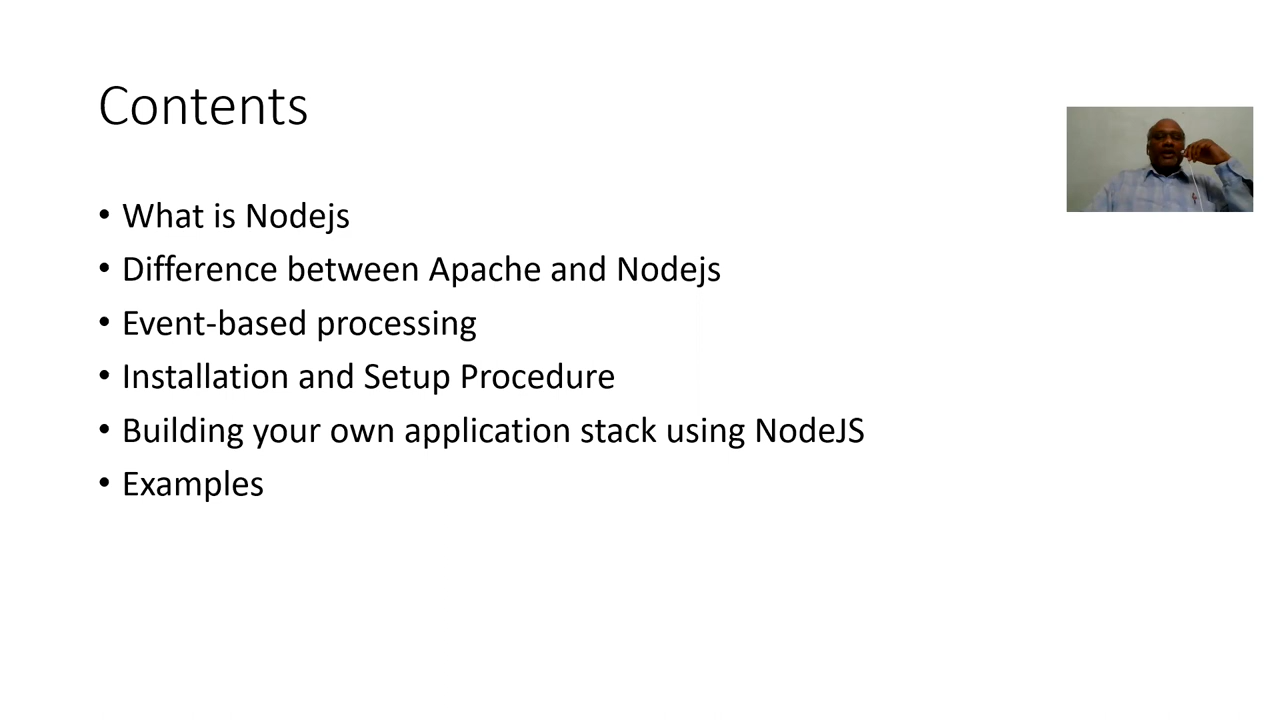 Contents
• What is Nodejs
• Difference between Apache and Nodejs
• Event-based processing
• Installation and Setup Procedure
• Building your own application stack using NodeJS
• Examples